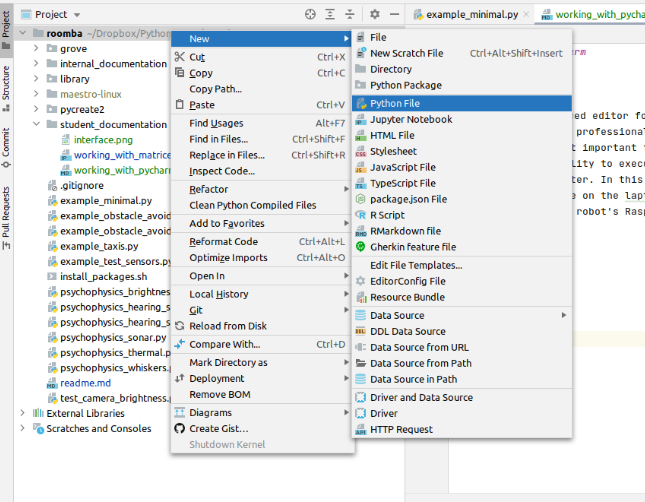 Project
Project
Structure
Commit
Pull Requests
roomba ~/Dropbox/Python
grove
internal_documentation
library
maestro-linux
pycreate2
student_documentation
interface.png
working_with_matrice
working_with_pycharm
.gitignore
example_minimal.py
example_obstacle_avoid
example_obstacle_avoid
example_taxis.py
example_test_sensors.py
install_packages.sh
psychophysics_brightnes
psychophysics_hearing_s
psychophysics_hearing_s
psychophysics_sonar.py
psychophysics_thermal.p
psychophysics_whiskers.
readme.md
test_camera_brightness.
External Libraries
Scratches and Consoles
New
Cut Ctrl+X
Copy Ctrl+C
Copy Path...
Paste Ctrl+V
Find Usages Alt+F7
Find in Files... Ctrl+Shift+F
Replace in Files... Ctrl+Shift+R
Inspect Code...
Refactor
Clean Python Compiled Files
Add to Favorites
Reformat Code Ctrl+Alt+L
Optimize Imports Ctrl+Alt+O
Open In
Local History
Git
Reload from Disk
Compare With... Ctrl+D
Mark Directory as
Deployment
Remove BOM
Diagrams
Create Gist...
Shutdown Kernel
File
New Scratch File Ctrl+Alt+Shift+Insert
Directory
Python Package
Python File
Jupyter Notebook
HTML File
Stylesheet
JavaScript File
TypeScript File
package.json File
R Script
RMarkdown file
Gherkin feature file
Edit File Templates...
EditorConfig File
Resource Bundle
Data Source
DDL Data Source
Data Source from URL
Data Source from Path
Data Source in Path
Driver and Data Source
Driver
HTTP Request
example_minimal.py
working_with_pycha
rm
ed editor fo
professional
t important
lity to execu
ter. In this
e on the lapt
robot's Rasp